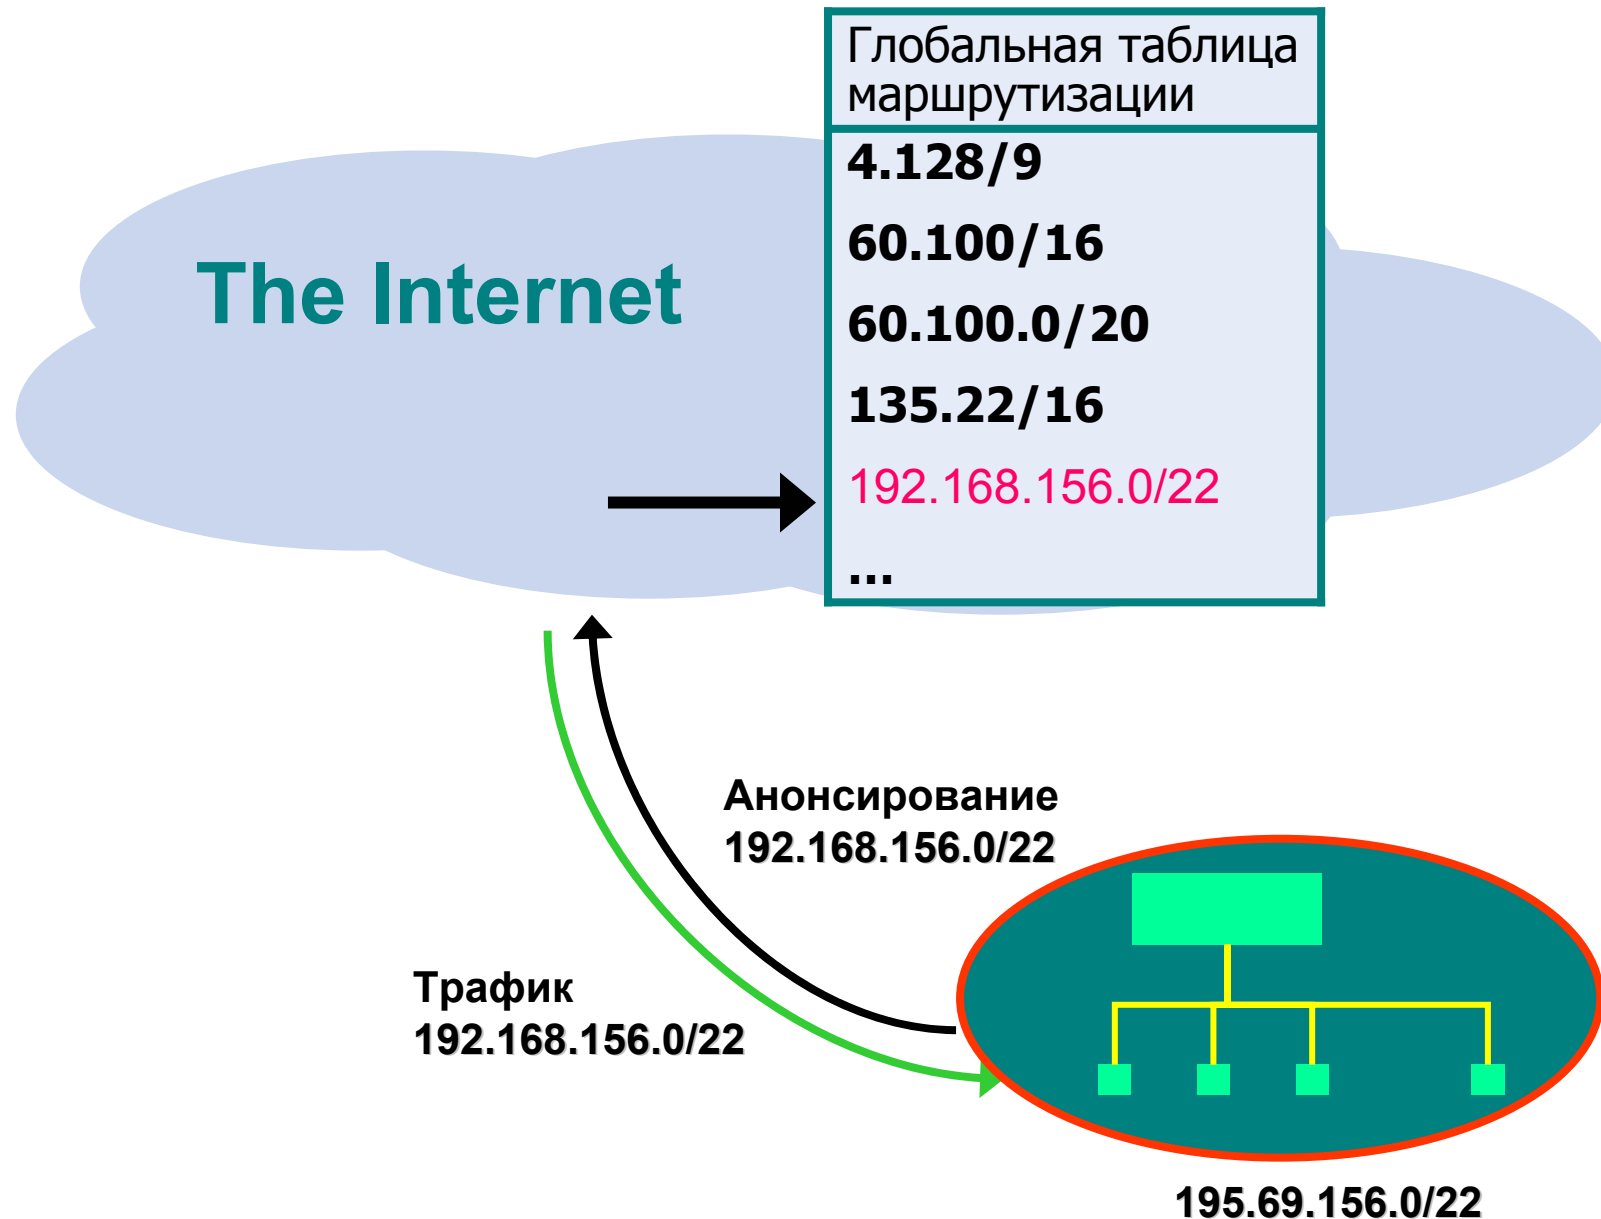 Глобальная таблица
маршрутизации
4.128/9
60.100/16
60.100.0/20
135.22/16
192.168.156.0/22
...
The Internet
Анонсирование
192.168.156.0/22
Трафик
192.168.156.0/22
195.69.156.0/22